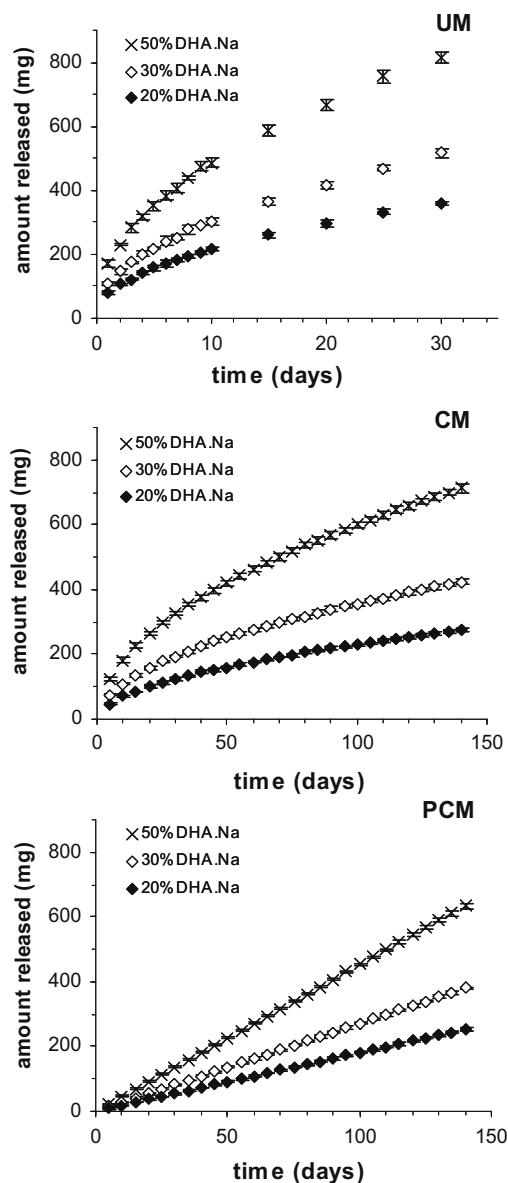 UM
50%DHA.Na
30%DHA.Na
20%DHA.Na
800
600
400
200
0
amount released (mg)
0 10 20 30
time (days)
CM
50%DHA.Na
30%DHA.Na
20%DHA.Na
800
600
400
200
0
amount released (mg)
0 50 100 150
time (days)
PCM
50%DHA.Na
30%DHA.Na
20%DHA.Na
800
600
400
200
0
amount released (mg)
0 50 100 150
time (days)